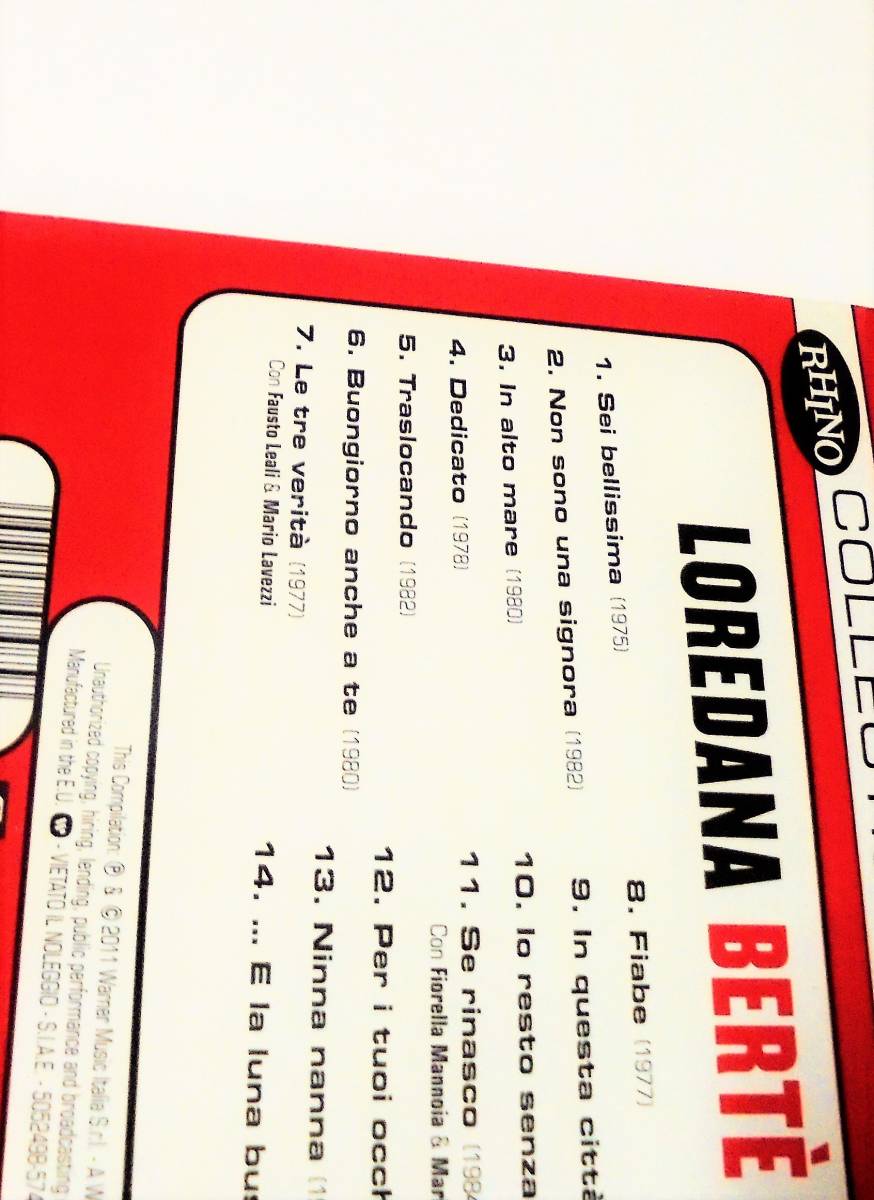 RHINO
LOREDANA BERTÈ
1. Sei bellissima (1975)
2. Non sono una signora (1982)
3. In alto mare (1980)
4. Dedicato (1978)
5. Traslocando (1982)
6. Buongiorno anche a te (1980)
7. Le tre verità (1977)
Con Fausto Leali & Mario Lavezzi
8. Fiabe (1977)
9. In questa città
10. Io resto senza
11. Se rinasco (1984
Con Fiorella Mannoia & Mar
12. Per i tuoi occh
13. Ninna nanna (1
14. ... E la luna bus
This Compilation: ℗ & © 2011 Warner Music Italia S.r.l. - A W
Unauthorized copying, hiring, lending, public performance and broadcasting
Manufactured in the E.U. - VIETATO IL NOLEGGIO - S.I.A.E. - 5052498574